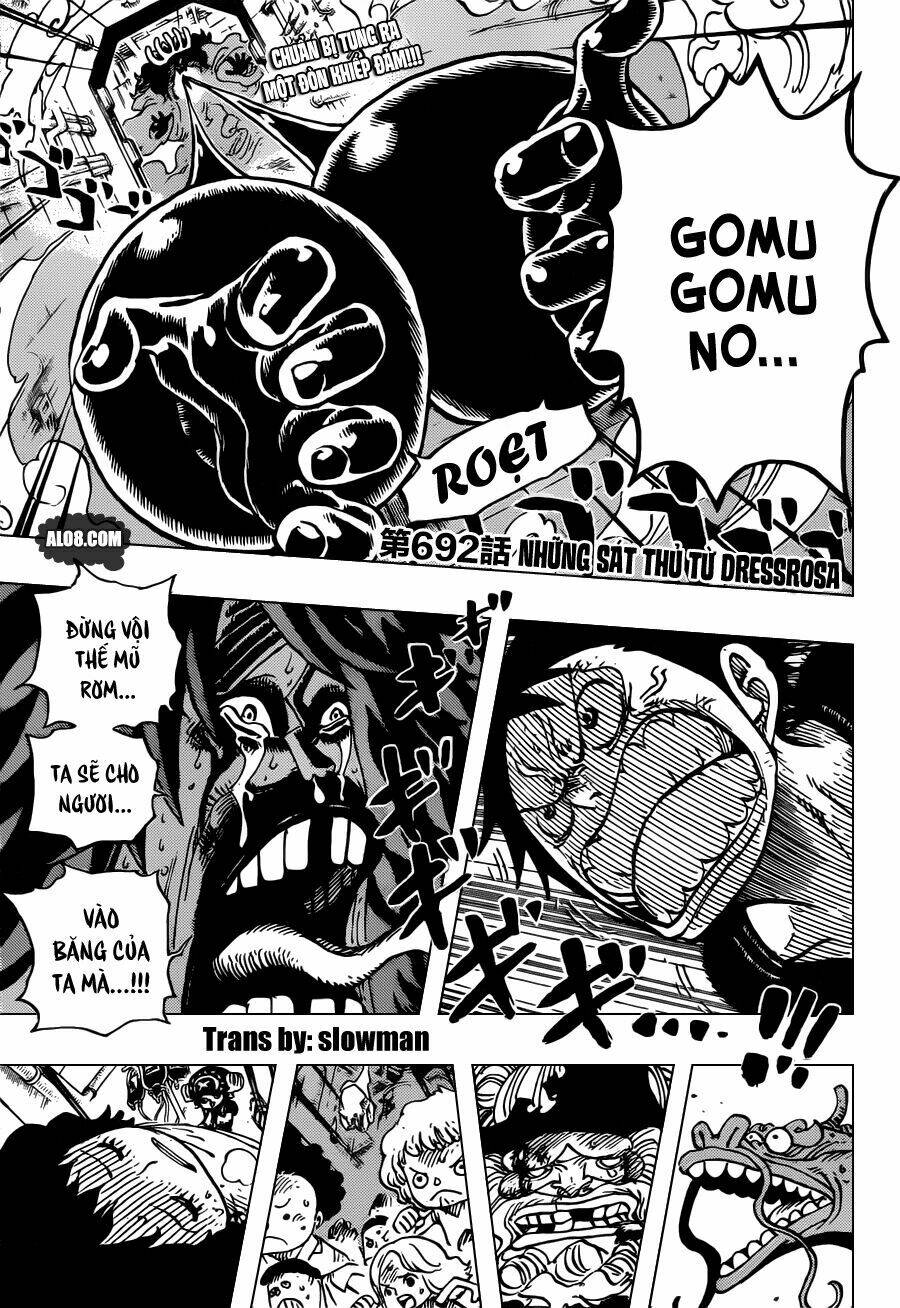 CHUẨN BỊ TUNG RA
MỘT ĐÒN KHIẾP ĐẢM!!!
GOMU
GOMU
NO...
ROẸT
ALO8.COM
第692話 NHỮNG SÁT THỦ TỪ DRESSROSA
ĐỪNG VỘI
THẾ MŨ
RƠM...
TA SẼ CHO
NGƯƠI...
VÀO
BĂNG CỦA
TA MÀ...!!!
Trans by: slowman